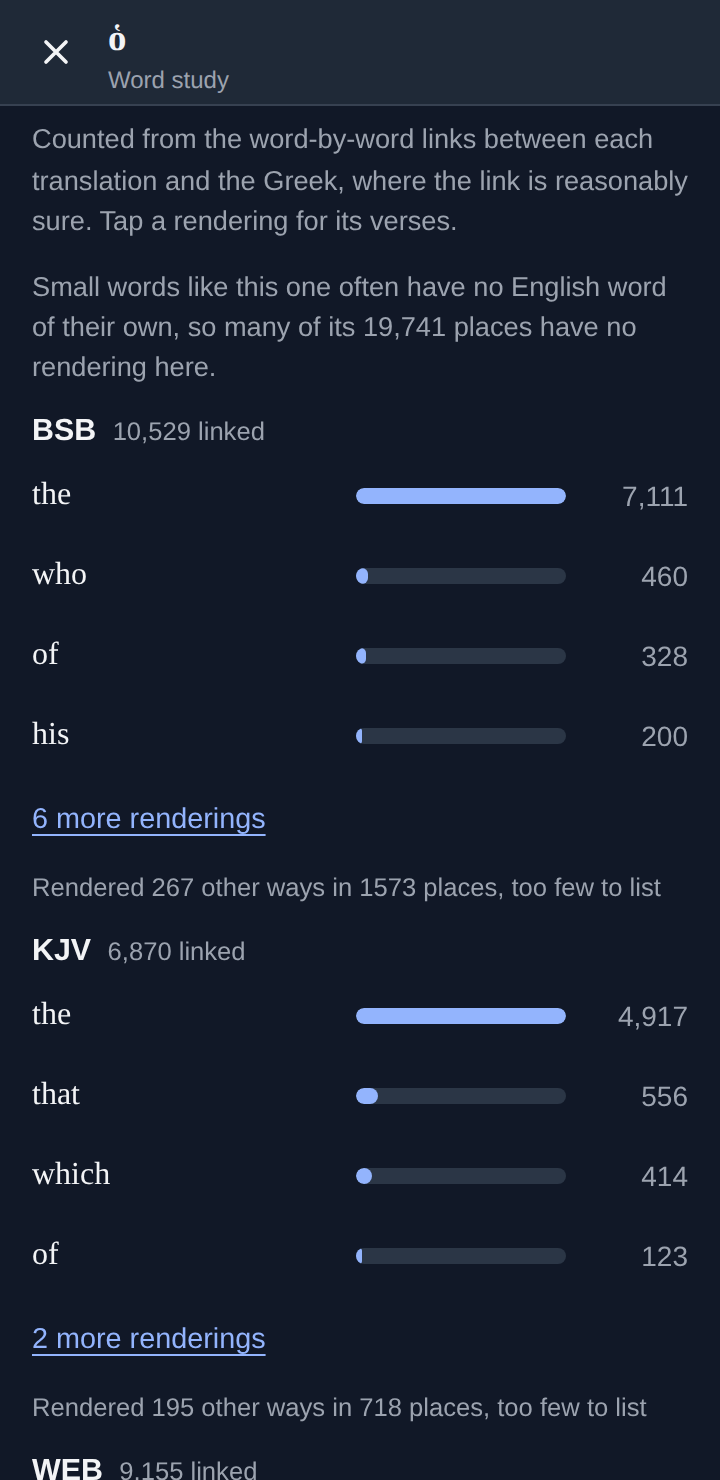 ὁ
Word study
Counted from the word-by-word links between each
translation and the Greek, where the link is reasonably
sure. Tap a rendering for its verses.
Small words like this one often have no English word
of their own, so many of its 19,741 places have no
rendering here.
BSB 10,529 linked
the 7,111
who 460
of 328
his 200
6 more renderings
Rendered 267 other ways in 1573 places, too few to list
KJV 6,870 linked
the 4,917
that 556
which 414
of 123
2 more renderings
Rendered 195 other ways in 718 places, too few to list
WEB 9,155 linked